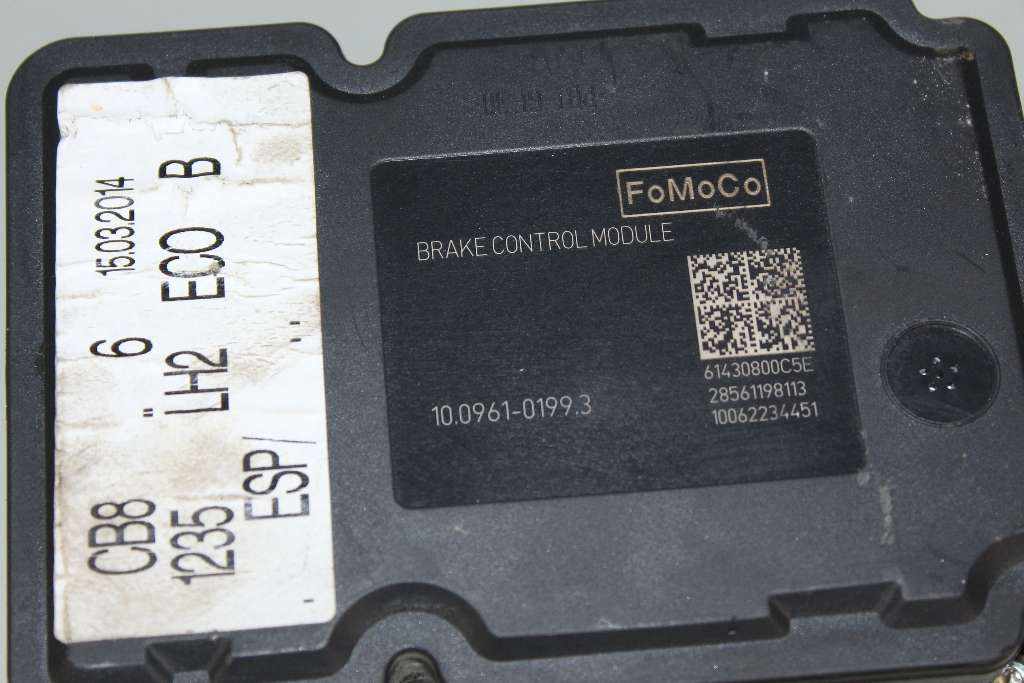 FoMoCo
BRAKE CONTROL MODULE
61430800C5E
28561198113
10062234451
10.0961-0199.3
CB8 6 15.03.2014
1235 " LH2 ECO B
ESP/